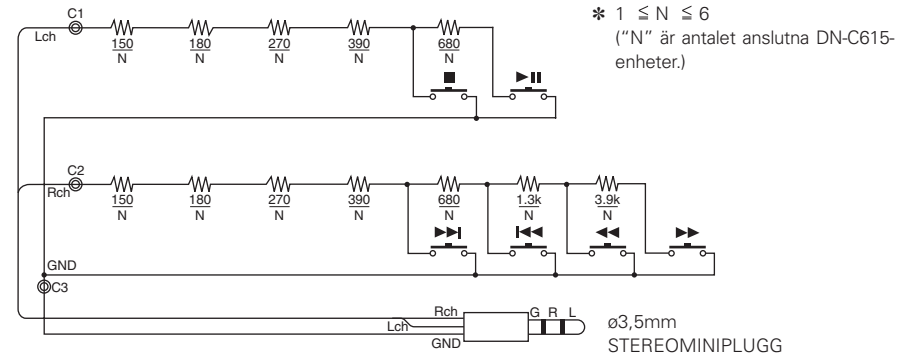 C1
Lch
150
N
180
N
270
N
390
N
680
N
✱ 1 ≦ N ≦ 6
("N" är antalet anslutna DN-C615-
enheter.)
C2
Rch
150
N
180
N
270
N
390
N
680
N
1.3k
N
3.9k
N
GND
C3
Rch
Lch
GND
G R L
ø3,5mm
STEREOMINIPLUGG